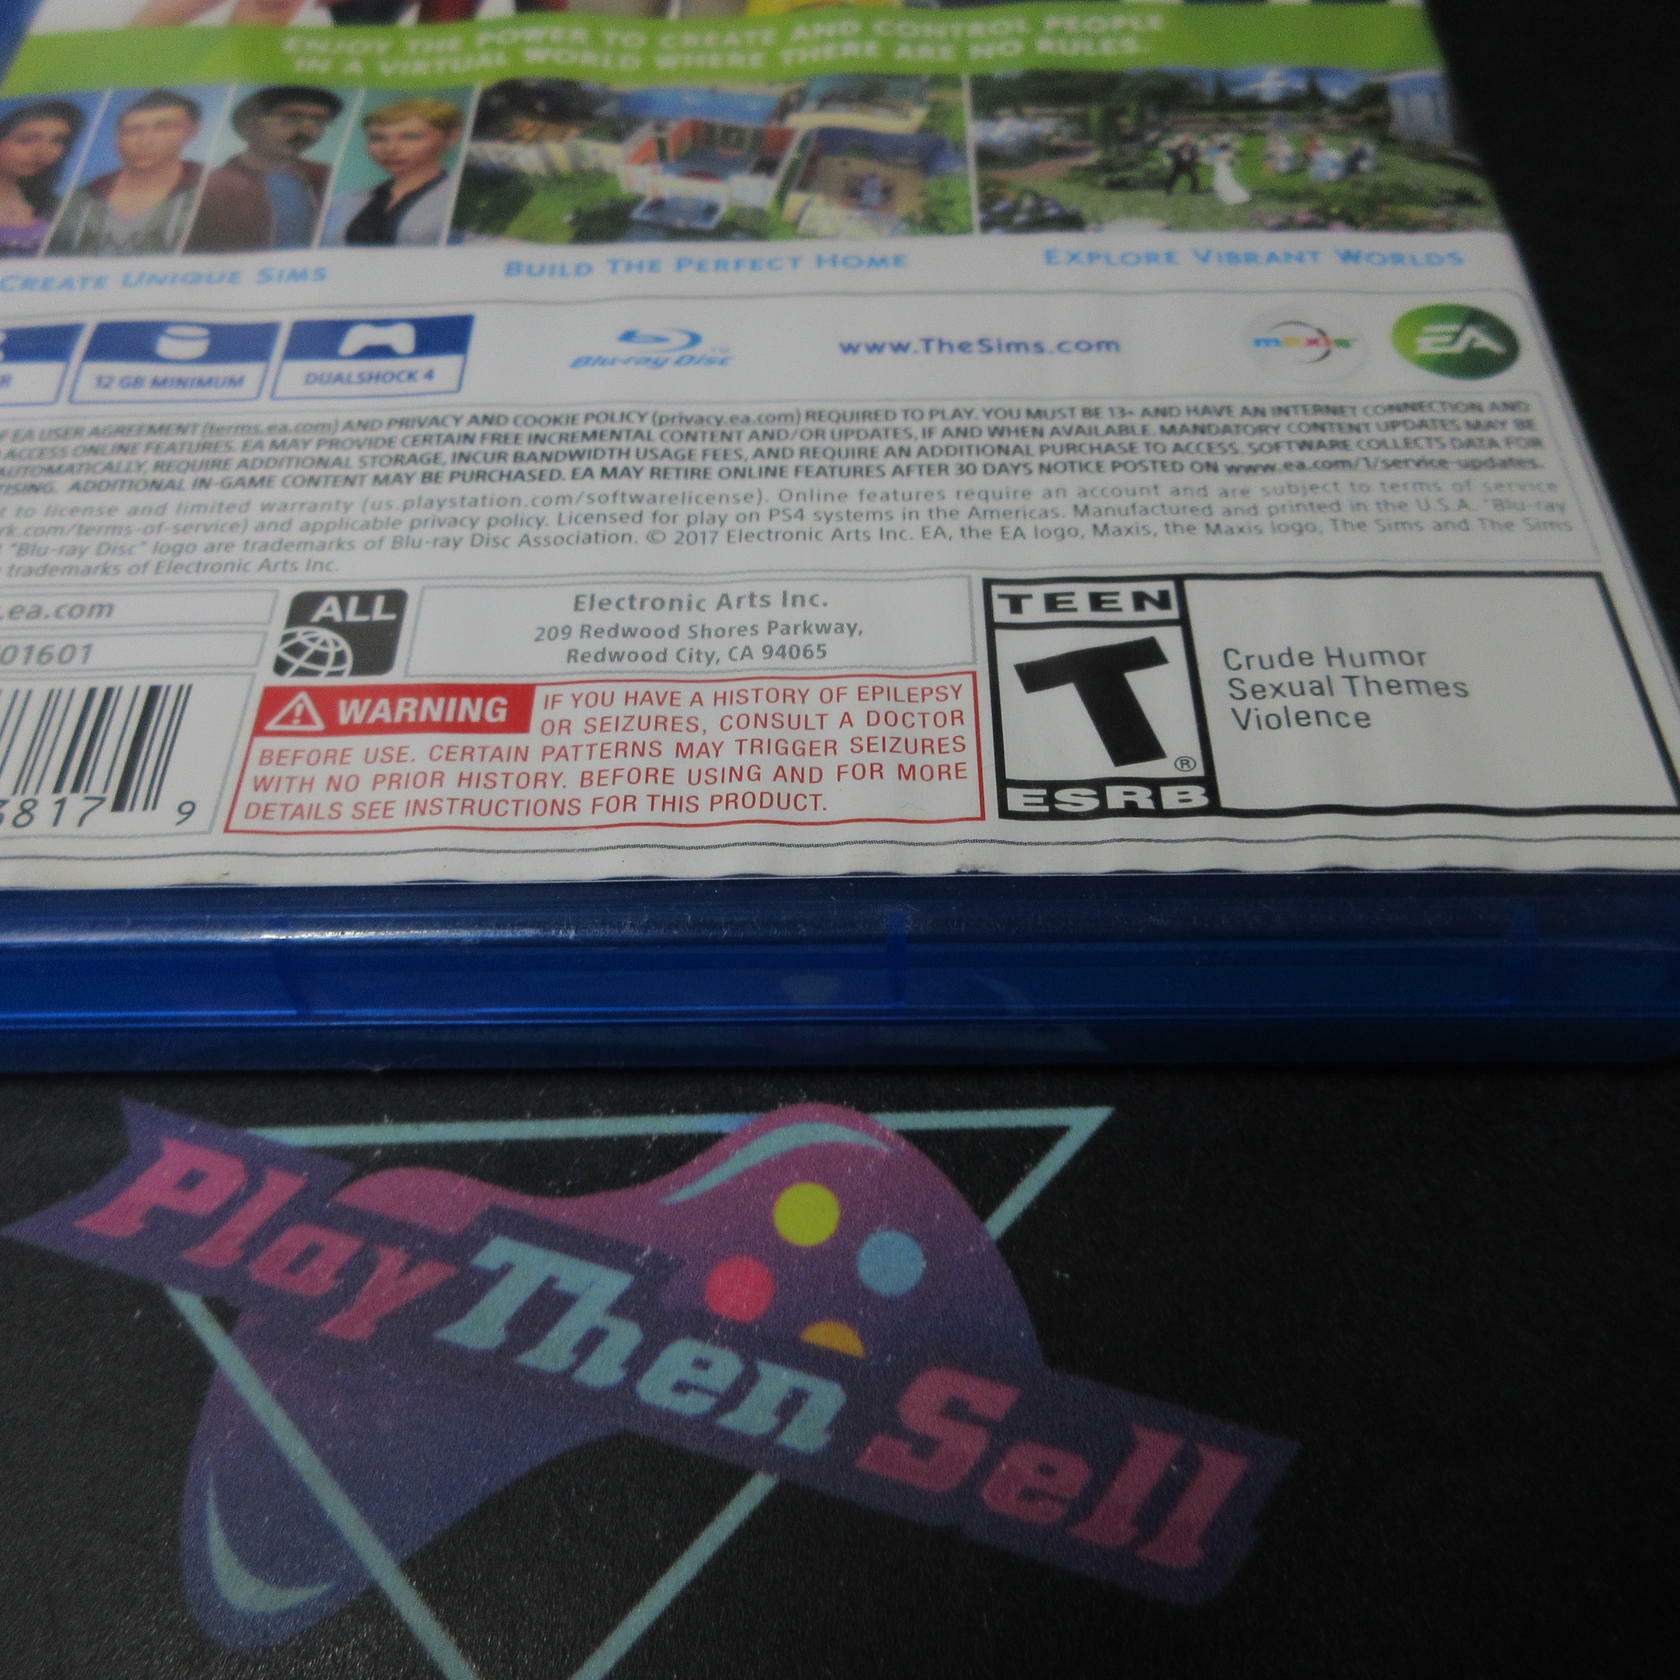 ENJOY THE POWER TO CREATE AND CONTROL PEOPLE
IN A VIRTUAL WORLD WHERE THERE ARE NO RULES.
CREATE UNIQUE SIMS
BUILD THE PERFECT HOME
EXPLORE VIBRANT WORLDS
12 GB MINIMUM
DUALSHOCK 4
Blu-ray Disc™
www.TheSims.com
maxis™
EA
EA USER AGREEMENT (terms.ea.com) AND PRIVACY AND COOKIE POLICY (privacy.ea.com) REQUIRED TO PLAY. YOU MUST BE 13+ AND HAVE AN INTERNET CONNECTION AND
ACCESS ONLINE FEATURES. EA MAY PROVIDE CERTAIN FREE INCREMENTAL CONTENT AND/OR UPDATES, IF AND WHEN AVAILABLE. MANDATORY CONTENT UPDATES MAY BE
AUTOMATICALLY, REQUIRE ADDITIONAL STORAGE, INCUR BANDWIDTH USAGE FEES, AND REQUIRE AN ADDITIONAL PURCHASE TO ACCESS. SOFTWARE COLLECTS DATA FOR
TISING. ADDITIONAL IN-GAME CONTENT MAY BE PURCHASED. EA MAY RETIRE ONLINE FEATURES AFTER 30 DAYS NOTICE POSTED ON www.ea.com/1/service-updates.
t to license and limited warranty (us.playstation.com/softwarelicense). Online features require an account and are subject to terms of service
rk.com/terms-of-service) and applicable privacy policy. Licensed for play on PS4 systems in the Americas. Manufactured and printed in the U.S.A. "Blu-ray
"Blu-ray Disc" logo are trademarks of Blu-ray Disc Association. © 2017 Electronic Arts Inc. EA, the EA logo, Maxis, the Maxis logo, The Sims and The Sims
trademarks of Electronic Arts Inc.
.ea.com
01601
ALL
Electronic Arts Inc.
209 Redwood Shores Parkway,
Redwood City, CA 94065
WARNING IF YOU HAVE A HISTORY OF EPILEPSY
OR SEIZURES, CONSULT A DOCTOR
BEFORE USE. CERTAIN PATTERNS MAY TRIGGER SEIZURES
WITH NO PRIOR HISTORY. BEFORE USING AND FOR MORE
DETAILS SEE INSTRUCTIONS FOR THIS PRODUCT.
3817 9
TEEN
T®
ESRB
Crude Humor
Sexual Themes
Violence
Play Then Sell